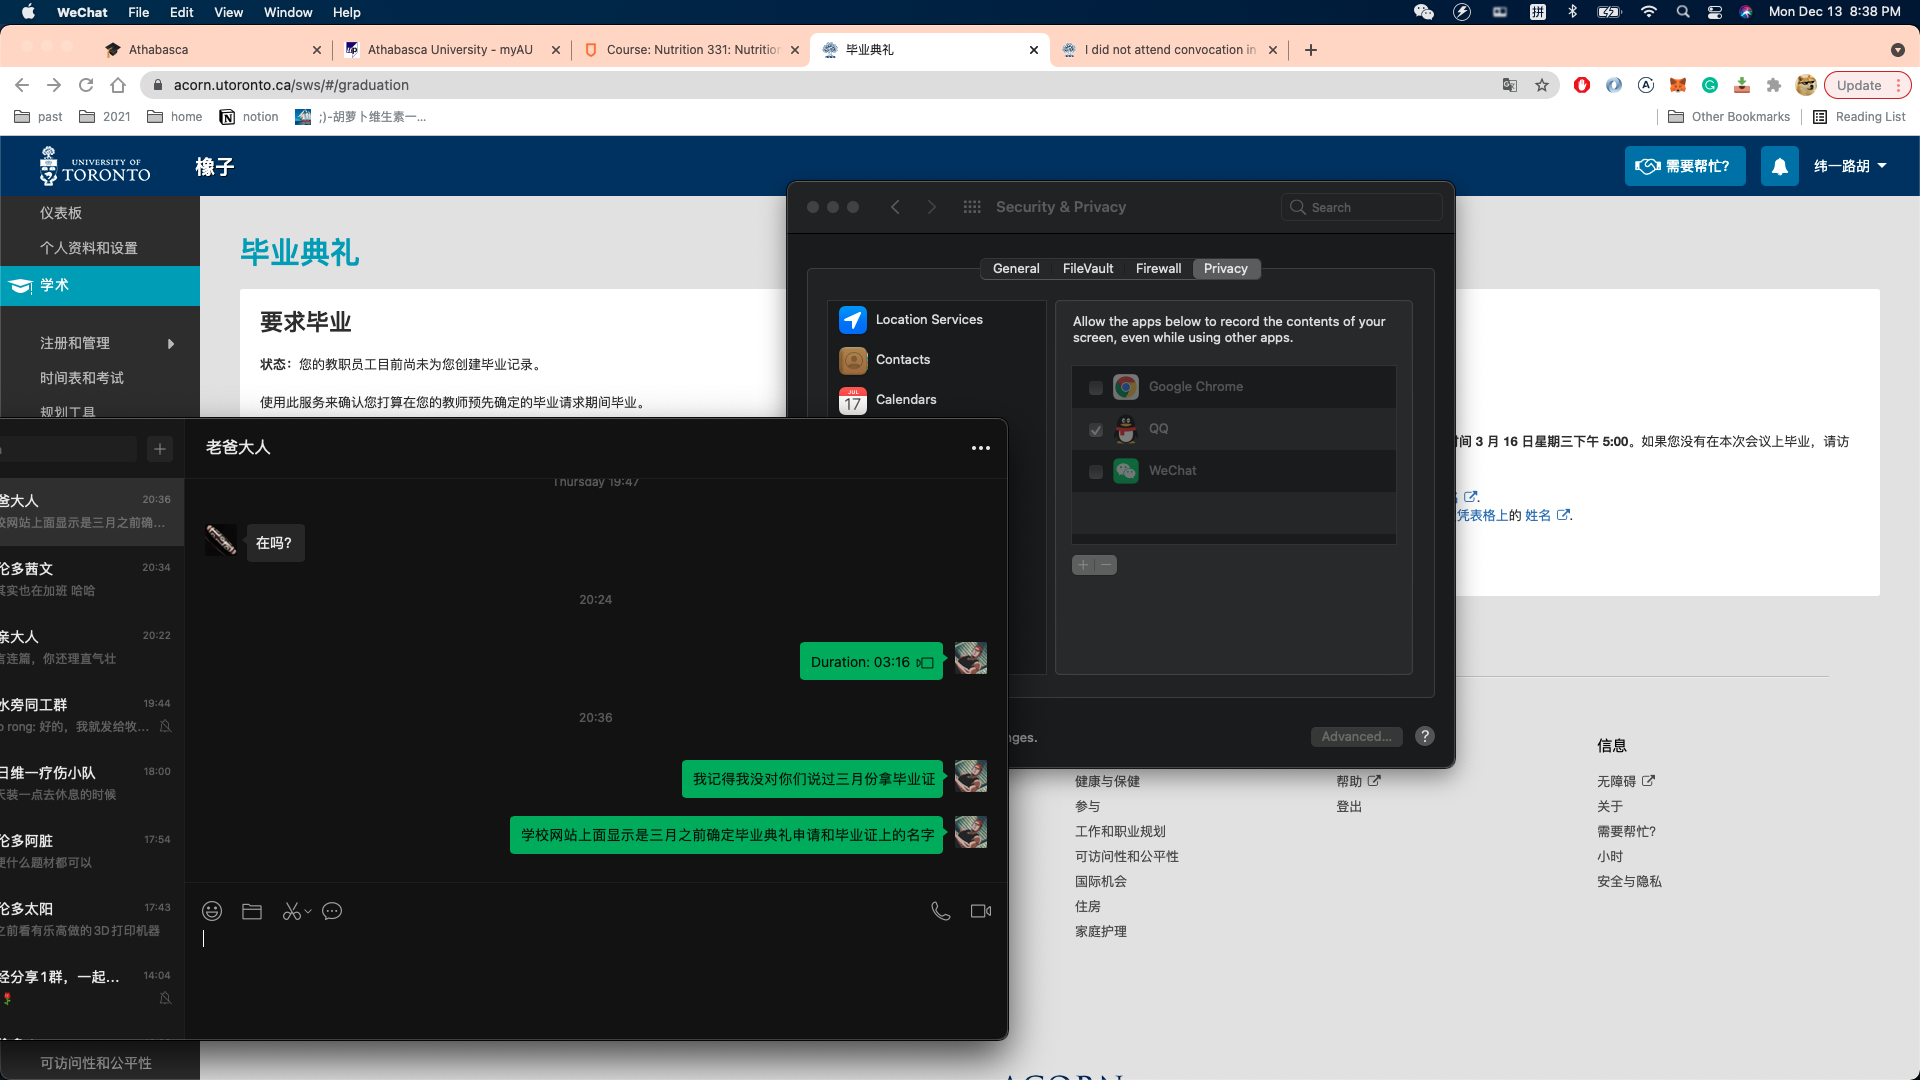 WeChat File Edit View Window Help
拼 Mon Dec 13 8:38 PM
Athabasca
Athabasca University - myAU
Course: Nutrition 331: Nutrition
毕业典礼
I did not attend convocation in
acorn.utoronto.ca/sws/#/graduation
Update
past 2021 home notion ;)-胡萝卜维生素一...
Other Bookmarks Reading List
UNIVERSITY OF
TORONTO
橡子
需要帮忙?
纬一路胡
仪表板
个人资料和设置
学术
注册和管理
时间表和考试
规划工具
毕业典礼
要求毕业
状态：您的教职员工目前尚未为您创建毕业记录。
使用此服务来确认您打算在您的教师预先确定的毕业请求期间毕业。
Security & Privacy
Search
General FileVault Firewall Privacy
Location Services
Contacts
JUL
17
Calendars
Allow the apps below to record the contents of your
screen, even while using other apps.
Google Chrome
QQ
WeChat
+ −
nges.
Advanced...
?
间 3 月 16 日星期三下午 5:00。如果您没有在本次会议上毕业，请访
凭表格上的 姓名
老爸大人
爸大人 20:36
校网站上面显示是三月之前确...
伦多茜文 20:34
其实也在加班 哈哈
亲大人 20:22
言连篇，你还理直气壮
水旁同工群 19:44
o rong: 好的，我就发给牧...
日维一疗伤小队 18:00
天装一点去休息的时候
伦多阿脏 17:54
更什么题材都可以
伦多太阳 17:43
之前看有乐高做的3D打印机器
经分享1群，一起... 14:04
Thursday 19:47
在吗?
20:24
Duration: 03:16
20:36
我记得我没对你们说过三月份拿毕业证
学校网站上面显示是三月之前确定毕业典礼申请和毕业证上的名字
可访问性和公平性
健康与保健
参与
工作和职业规划
可访问性和公平性
国际机会
住房
家庭护理
帮助
登出
信息
无障碍
关于
需要帮忙?
小时
安全与隐私
ACORN